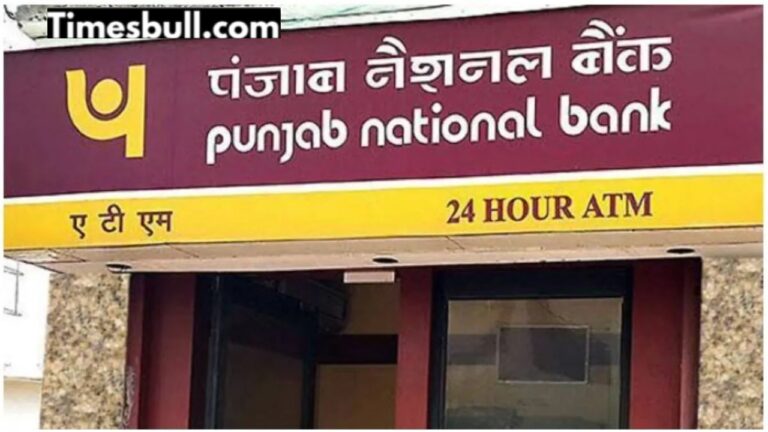 Timesbull.com
पंजाब नैशनल बैंक
punjab national bank
ए टी एम
24 HOUR ATM